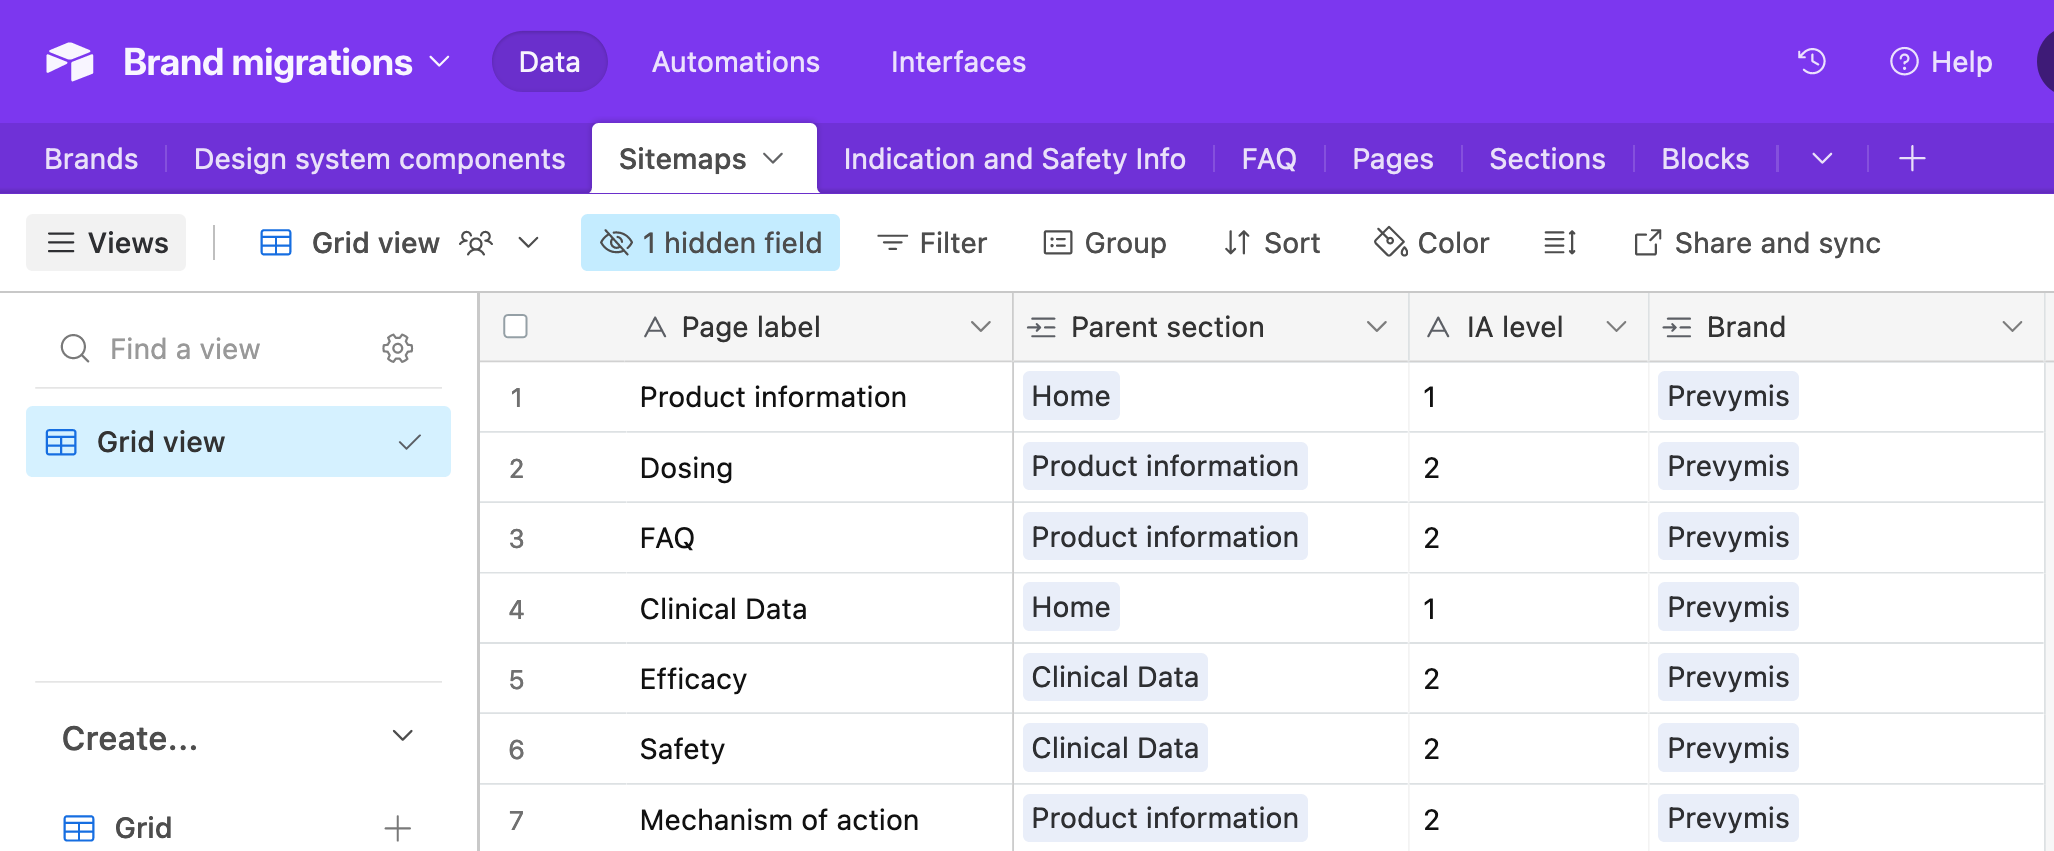 Brand migrations Data Automations Interfaces Help
Brands Design system components Sitemaps Indication and Safety Info FAQ Pages Sections Blocks
Views Grid view 1 hidden field Filter Group Sort Color Share and sync
Find a view
Grid view
Create...
Grid
Page label Parent section IA level Brand
1 Product information Home 1 Prevymis
2 Dosing Product information 2 Prevymis
3 FAQ Product information 2 Prevymis
4 Clinical Data Home 1 Prevymis
5 Efficacy Clinical Data 2 Prevymis
6 Safety Clinical Data 2 Prevymis
7 Mechanism of action Product information 2 Prevymis